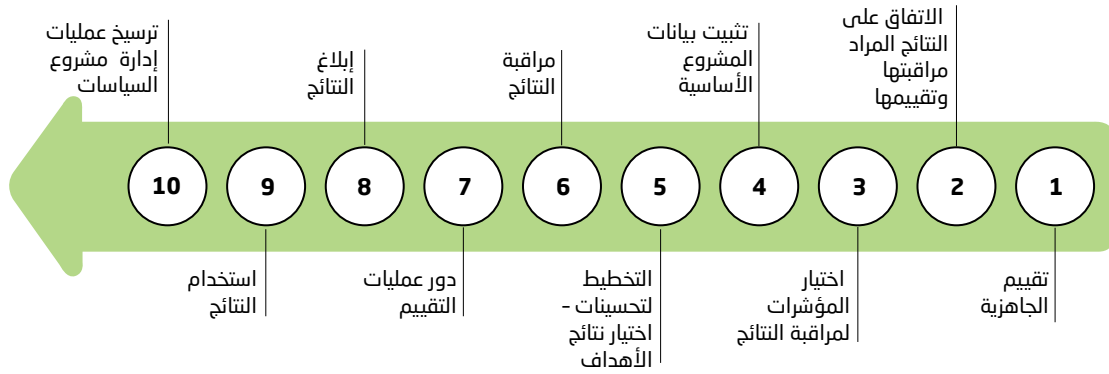 1
تقييم
الجاهزية
2
الاتفاق على
النتائج المراد
مراقبتها
وتقييمها
3
اختيار
المؤشرات
لمراقبة النتائج
4
تثبيت بيانات
المشروع
الأساسية
5
التخطيط
لتحسينات –
اختيار نتائج
الأهداف
6
مراقبة
النتائج
7
دور عمليات
التقييم
8
إبلاغ
النتائج
9
استخدام
النتائج
10
ترسيخ عمليات
إدارة مشروع
السياسات